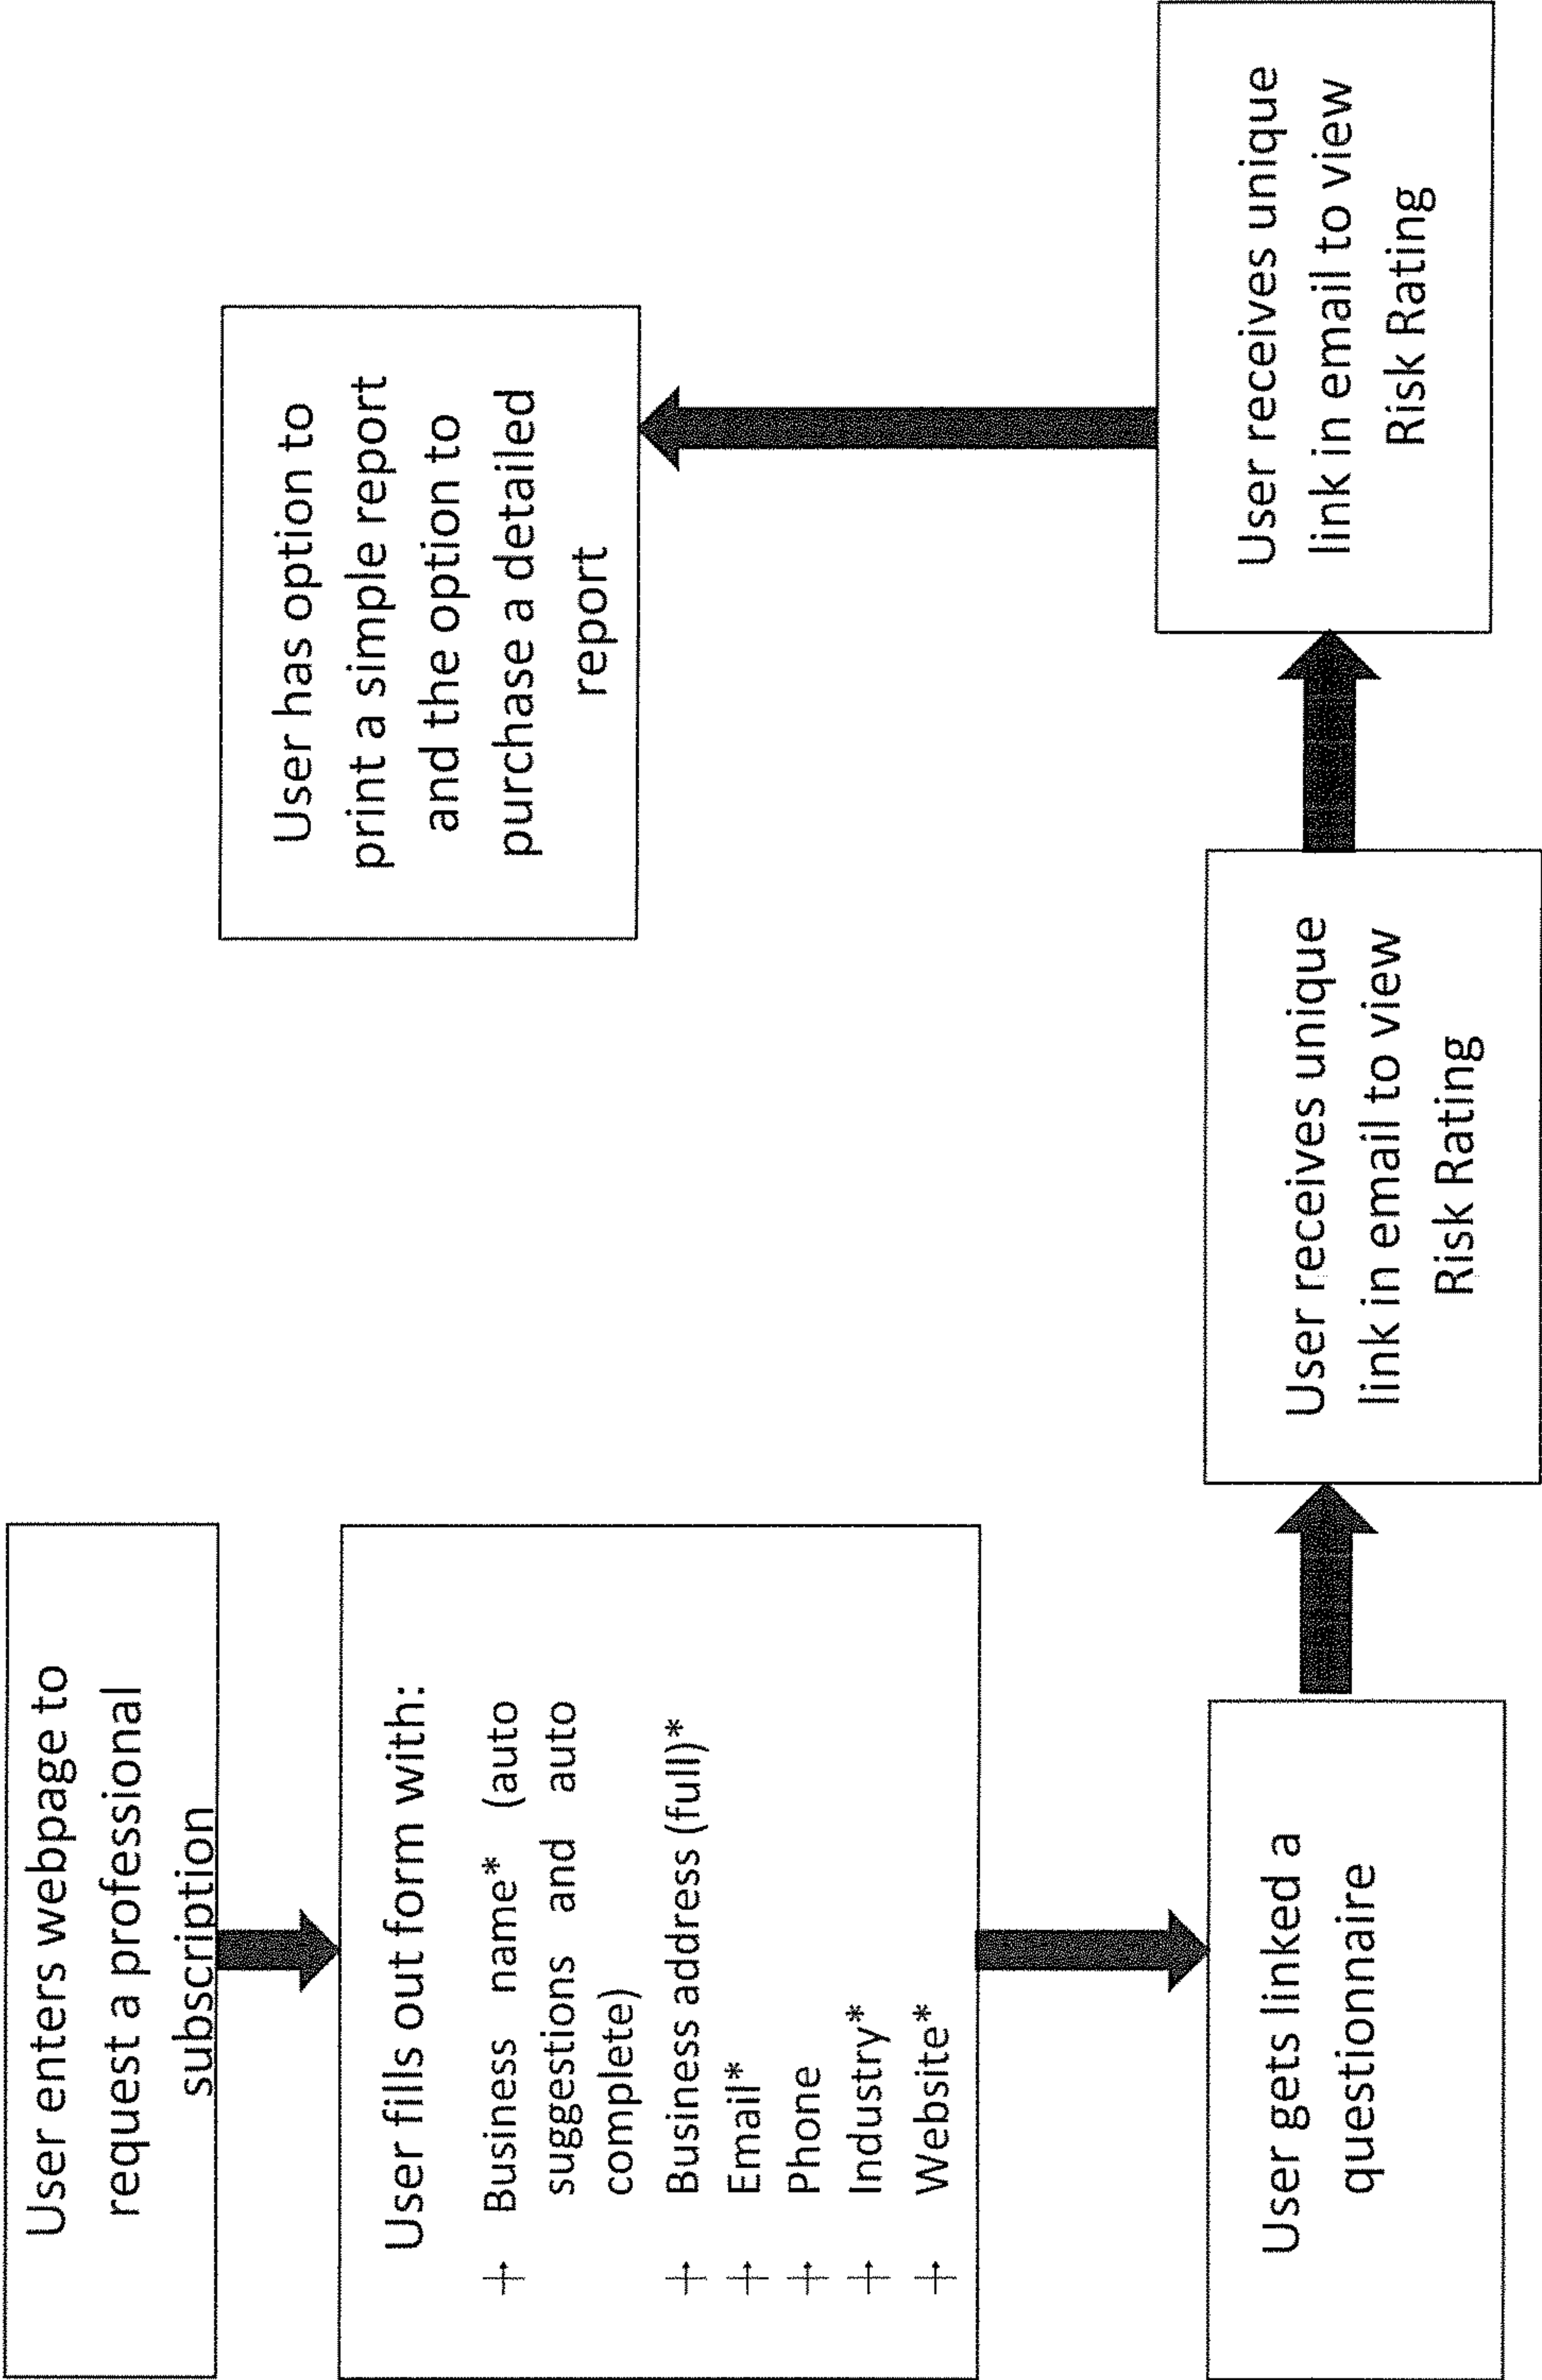 User enters webpage to
request a professional
subscription
User fills out form with:
Business name* (auto
suggestions and auto
complete)
Business address (full)*
Email*
Phone
Industry*
Website*
User gets linked a
questionnaire
User receives unique
link in email to view
Risk Rating
User receives unique
link in email to view
Risk Rating
User has option to
print a simple report
and the option to
purchase a detailed
report